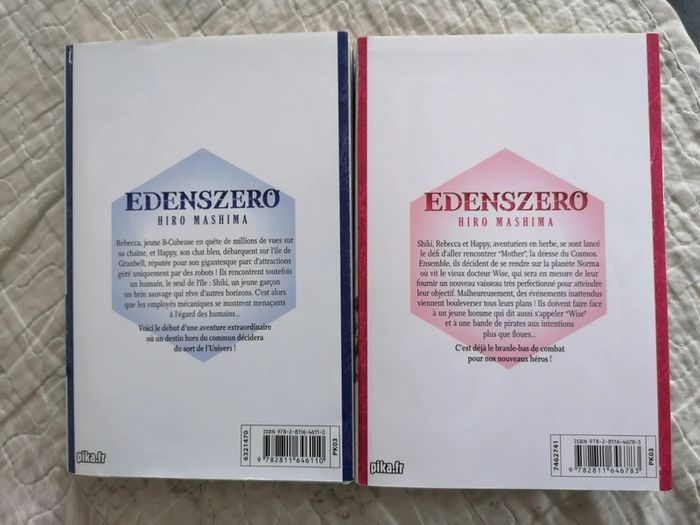 EDENSZERO
HIRO MASHIMA
Rebecca, jeune B-Cubeuse en quête de millions de vues sur
sa chaîne, et Happy, son chat bleu, débarquent sur l'île de
Granbell, réputée pour son gigantesque parc d'attractions
géré uniquement par des robots ! Ils rencontrent toutefois
un humain, le seul de l'île : Shiki, un jeune garçon
un brin sauvage qui rêve d'autres horizons. C'est alors
que les employés mécaniques se montrent menaçants
à l'égard des humains...
Voici le début d'une aventure extraordinaire
où un destin hors du commun décidera
du sort de l'Univers !
pika.fr
6321470
ISBN 978-2-8116-4611-0
9 782811 646110
PK03
EDENSZERO
HIRO MASHIMA
Shiki, Rebecca et Happy, aventuriers en herbe, se sont lancé
le défi d'aller rencontrer "Mother", la déesse du Cosmos.
Ensemble, ils décident de se rendre sur la planète Norma
où vit le vieux docteur Wise, qui sera en mesure de leur
fournir un nouveau vaisseau très perfectionné pour atteindre
leur objectif. Malheureusement, des événements inattendus
viennent bouleverser tous leurs plans ! Ils doivent faire face
à un jeune homme qui dit aussi s'appeler "Wise"
et à une bande de pirates aux intentions
plus que floues...
C'est déjà le branle-bas de combat
pour nos nouveaux héros !
pika.fr
7462741
ISBN 978-2-8116-4678-3
9 782811 646783
PK03